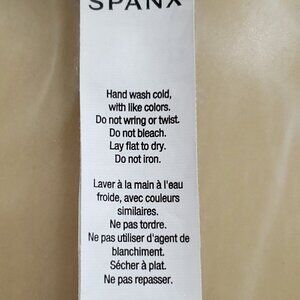 SPANX
Hand wash cold,
with like colors.
Do not wring or twist.
Do not bleach.
Lay flat to dry.
Do not iron.
Laver à la main à l'eau
froide, avec couleurs
similaires.
Ne pas tordre.
Ne pas utiliser d'agent de
blanchiment.
Sécher à plat.
Ne pas repasser.